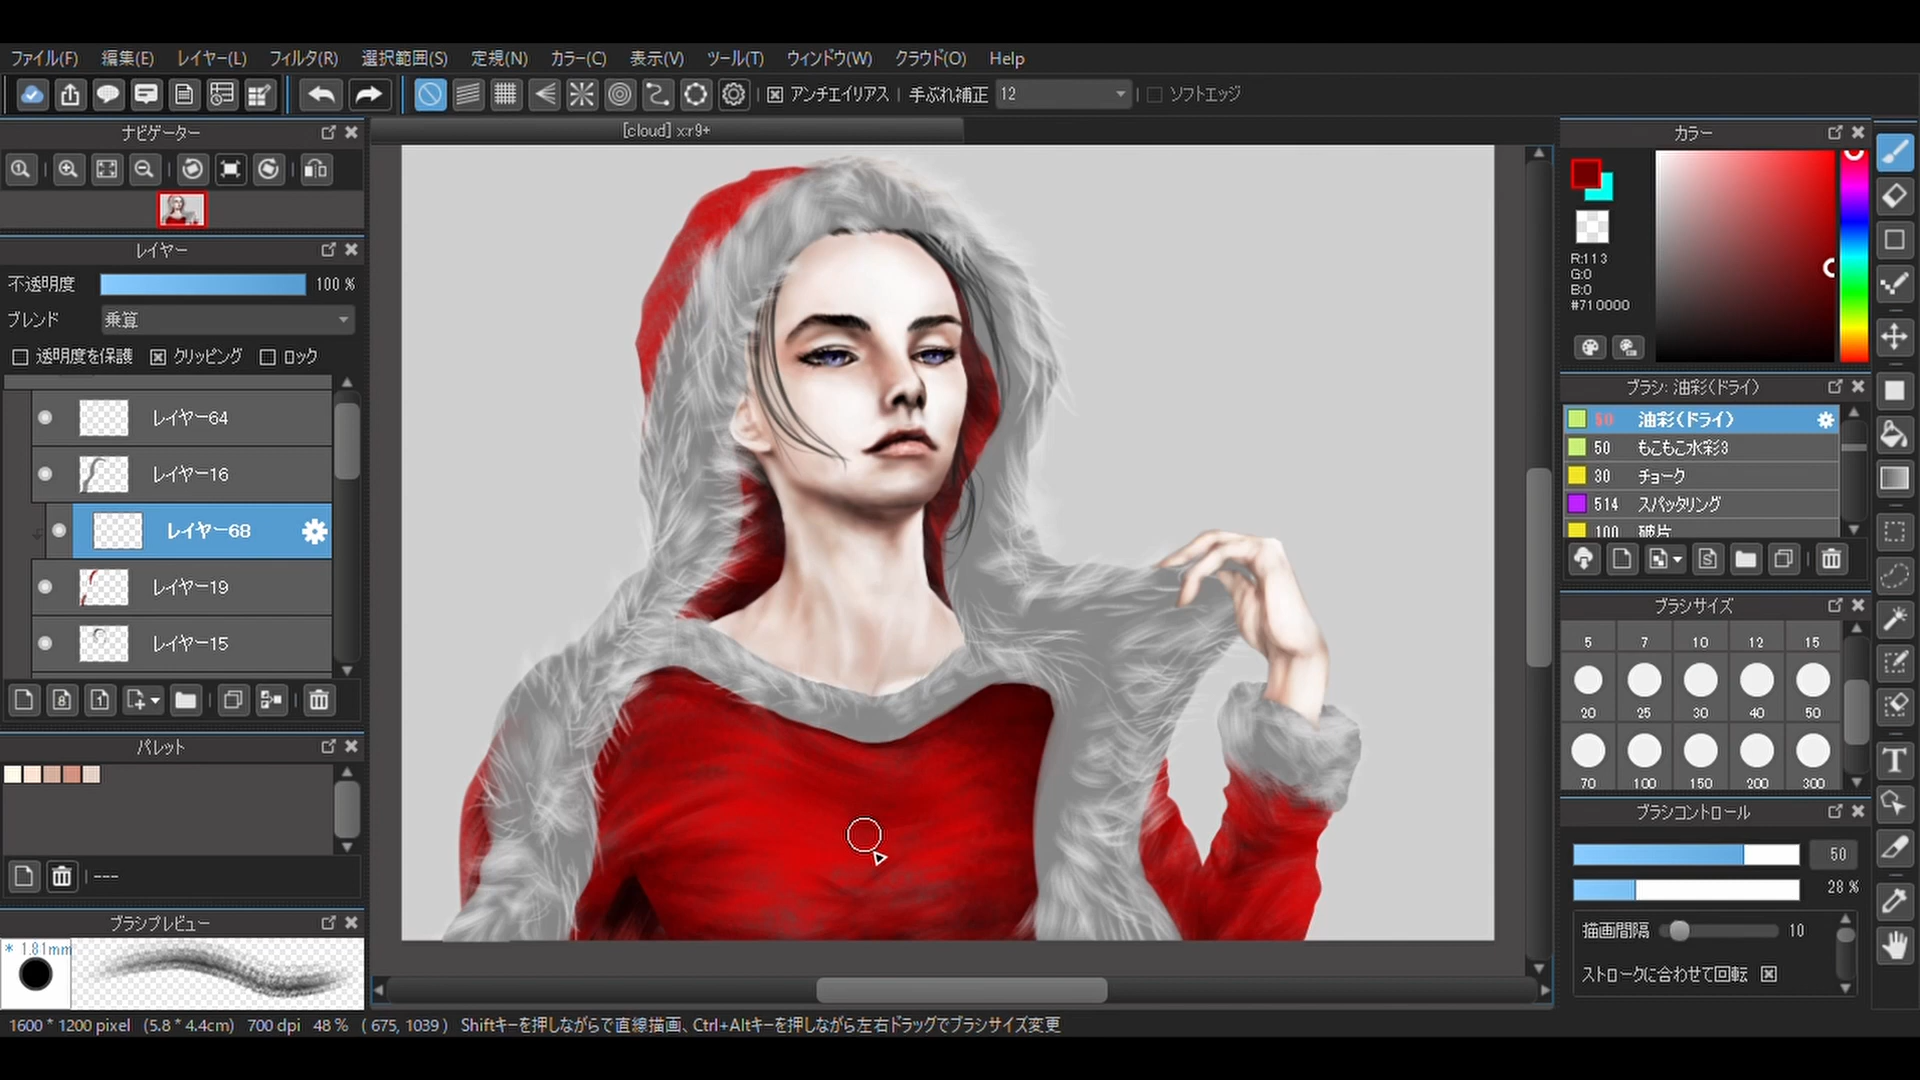 ファイル(F) 編集(E) レイヤー(L) フィルタ(R) 選択範囲(S) 定規(N) カラー(C) 表示(V) ツール(T) ウィンドウ(W) クラウド(O) Help
アンチエイリアス 手ぶれ補正 12 ソフトエッジ
ナビゲーター
[cloud] x:r9+
カラー
R:113
G:0
B:0
#710000
レイヤー
不透明度 100 %
ブレンド 乗算
透明度を保護 クリッピング ロック
レイヤー64
レイヤー16
レイヤー68
レイヤー19
レイヤー15
8 1
ブラシ: 油彩(ドライ)
50 油彩(ドライ)
50 もこもこ水彩3
30 チョーク
514 スパッタリング
100 破片
ブラシサイズ
5 7 10 12 15
20 25 30 40 50
70 100 150 200 300
パレット
---
ブラシコントロール
50
28 %
描画間隔 10
ストロークに合わせて回転
ブラシプレビュー
* 1.81mm
1600 * 1200 pixel (5.8 * 4.4cm) 700 dpi 48 % ( 675, 1039 ) Shiftキーを押しながらで直線描画、Ctrl+Altキーを押しながら左右ドラッグでブラシサイズ変更